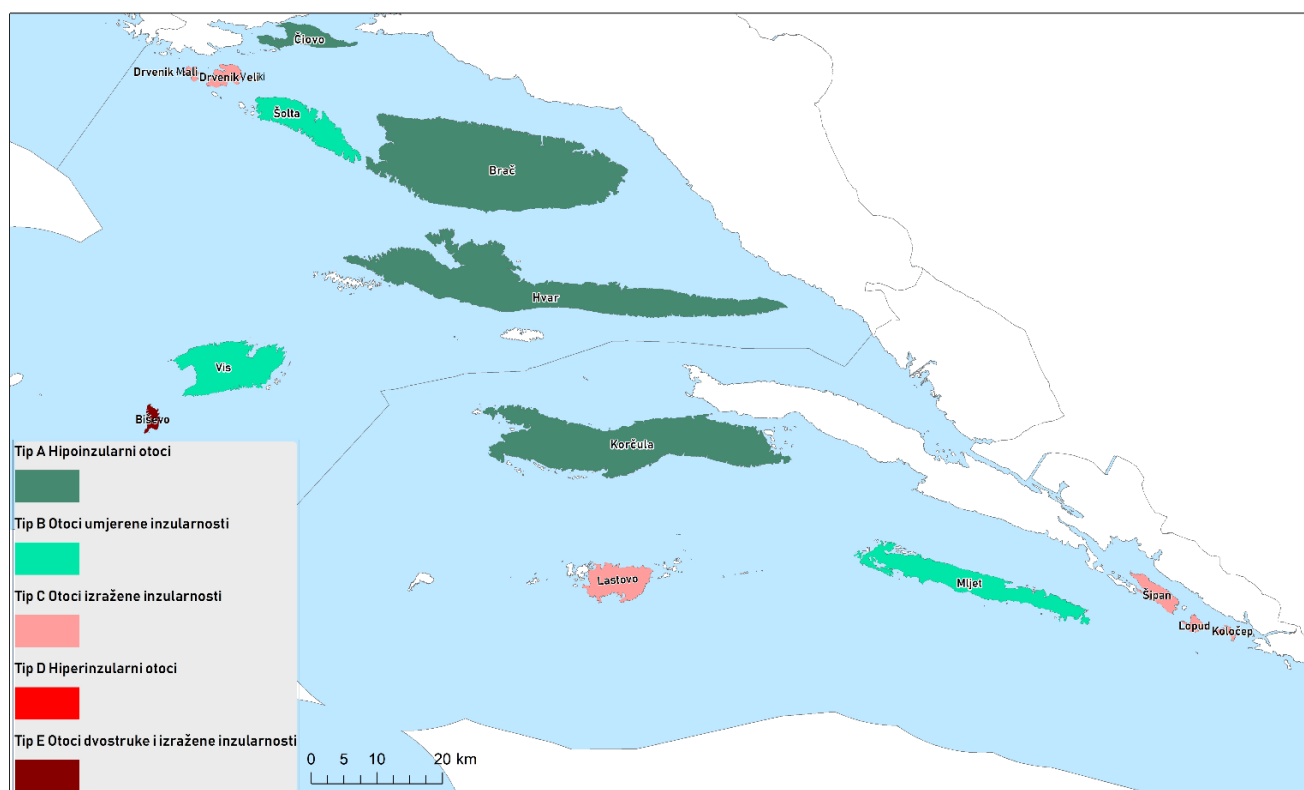 Čiovo
Drvenik Mali
Drvenik Veliki
Šolta
Brač
Hvar
Vis
Biševo
Korčula
Lastovo
Mljet
Šipan
Lopud
Koločep
Tip A Hipoinzularni otoci
Tip B Otoci umjerene inzularnosti
Tip C Otoci izražene inzularnosti
Tip D Hiperinzularni otoci
Tip E Otoci dvostruke i izražene inzularnosti
0 5 10 20 km